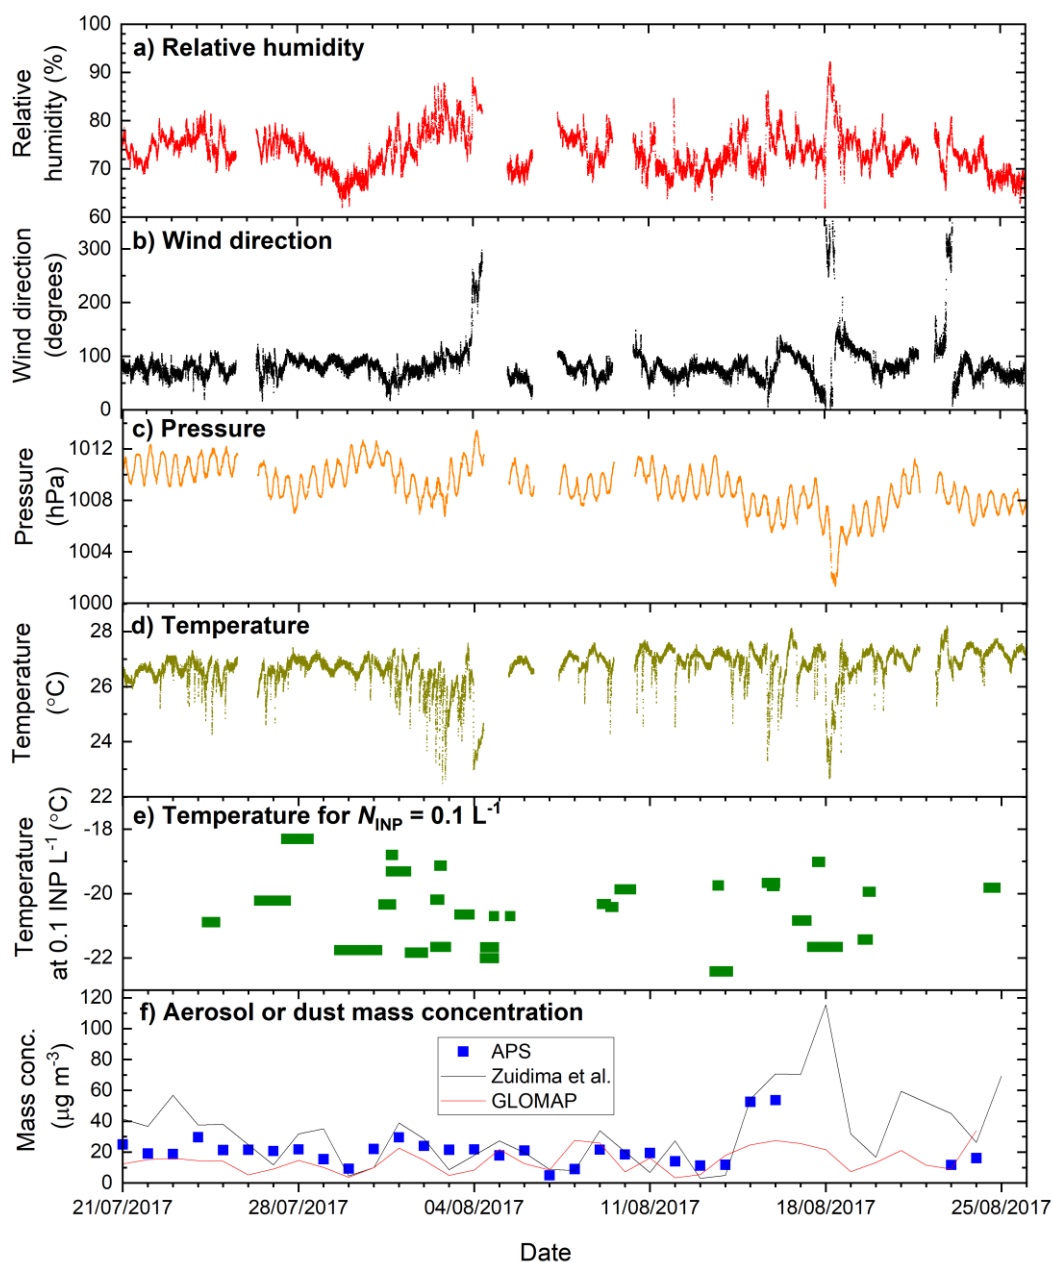 a) Relative humidity
Relative
humidity (%)
100
90
80
70
60
b) Wind direction
Wind direction
(degrees)
300
200
100
0
c) Pressure
Pressure
(hPa)
1012
1008
1004
1000
d) Temperature
Temperature
(°C)
28
26
24
22
e) Temperature for N_INP = 0.1 L⁻¹
Temperature
at 0.1 INP L⁻¹ (°C)
-18
-20
-22
f) Aerosol or dust mass concentration
Mass conc.
(μg m⁻³)
120
100
80
60
40
20
0
APS
Zuidima et al.
GLOMAP
21/07/2017 28/07/2017 04/08/2017 11/08/2017 18/08/2017 25/08/2017
Date